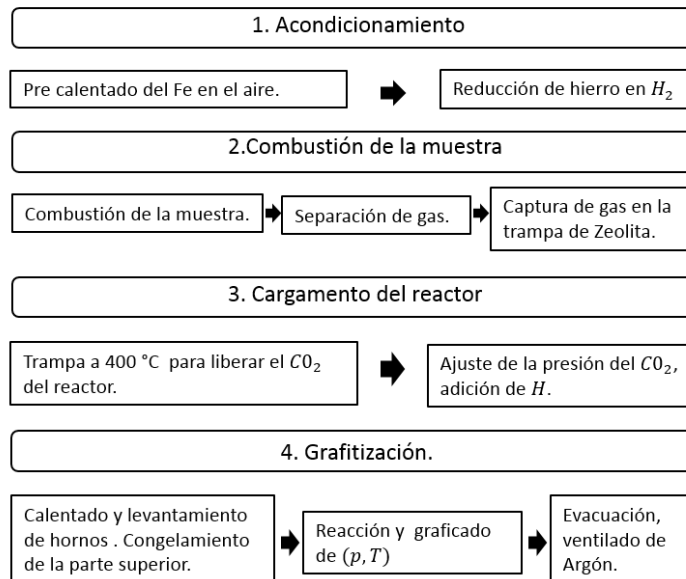 1. Acondicionamiento
Pre calentado del Fe en el aire.
Reducción de hierro en H₂
2.Combustión de la muestra
Combustión de la muestra.
Separación de gas.
Captura de gas en la
trampa de Zeolita.
3. Cargamento del reactor
Trampa a 400 °C para liberar el C0₂
del reactor.
Ajuste de la presión del C0₂,
adición de H.
4. Grafitización.
Calentado y levantamiento
de hornos . Congelamiento
de la parte superior.
Reacción y graficado
de (p, T)
Evacuación,
ventilado de
Argón.